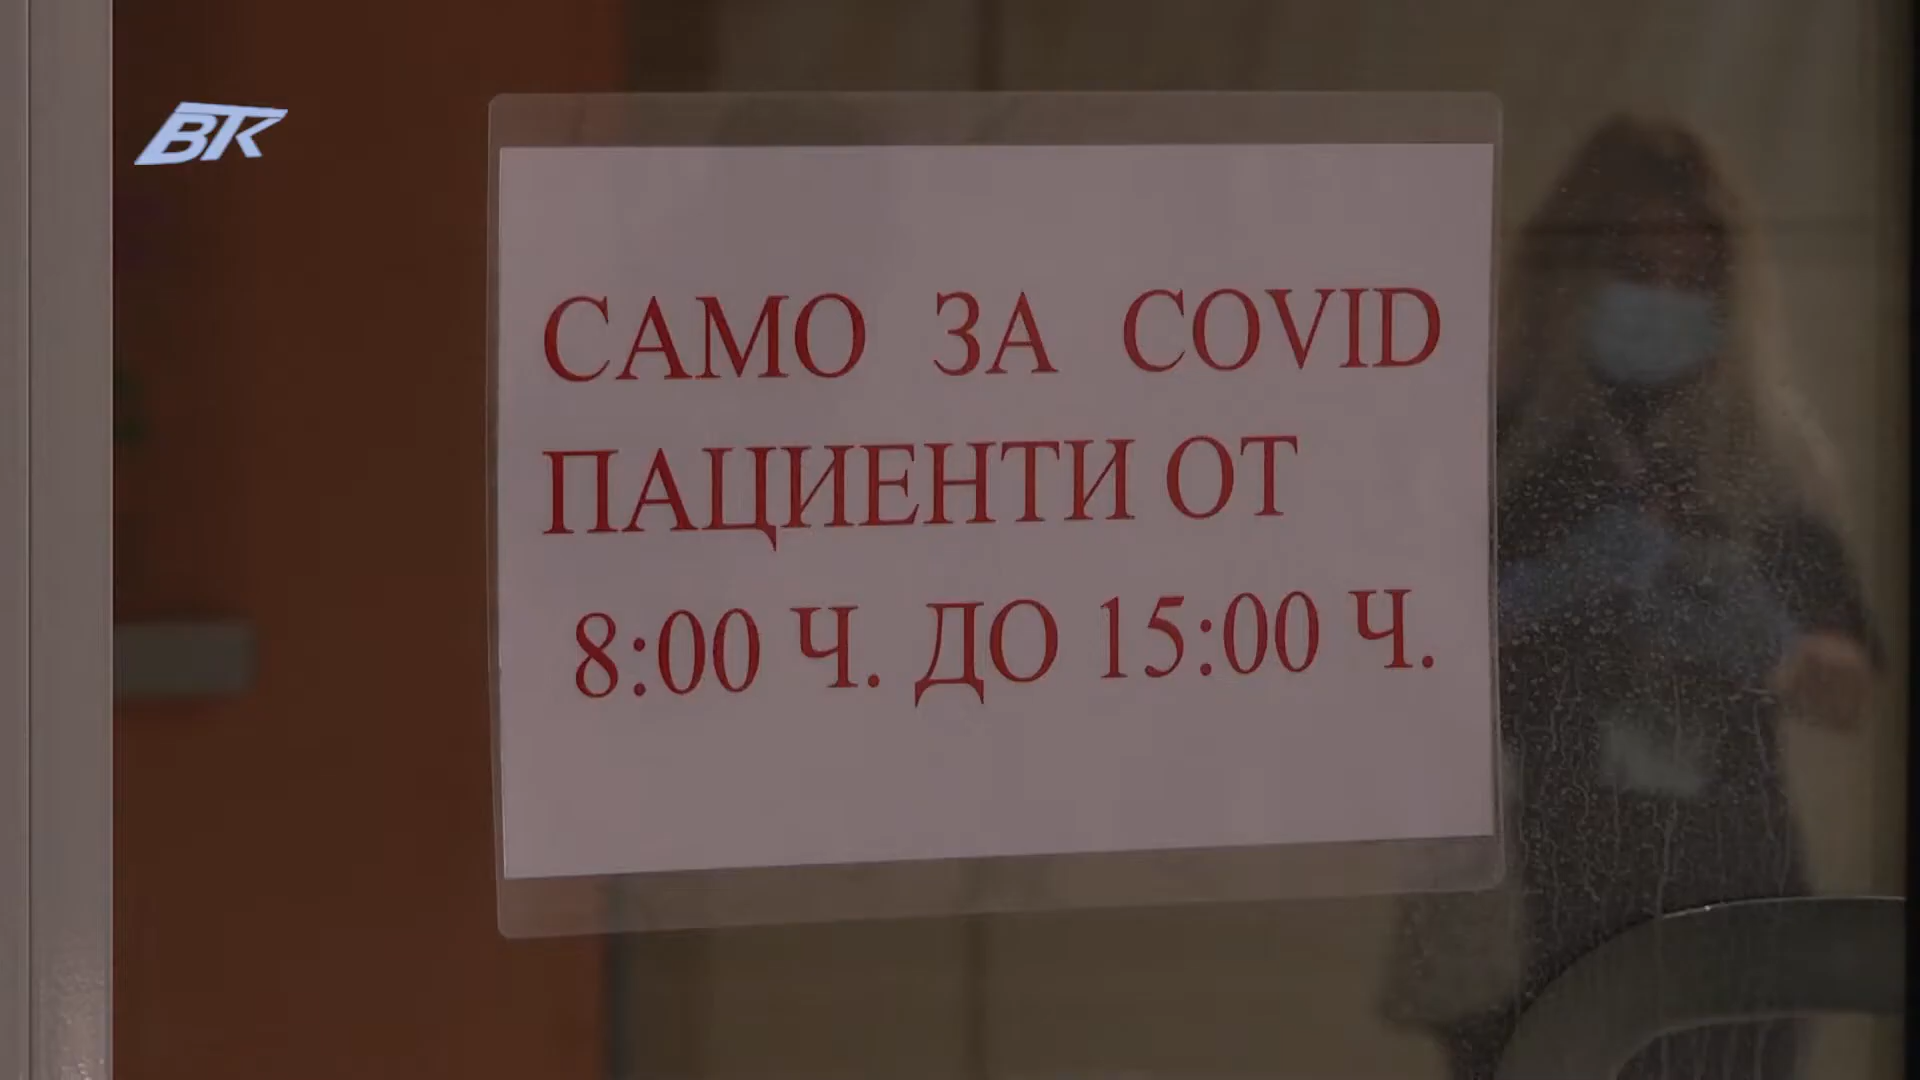 BTK
САМО ЗА COVID
ПАЦИЕНТИ ОТ
8:00 Ч. ДО 15:00 Ч.